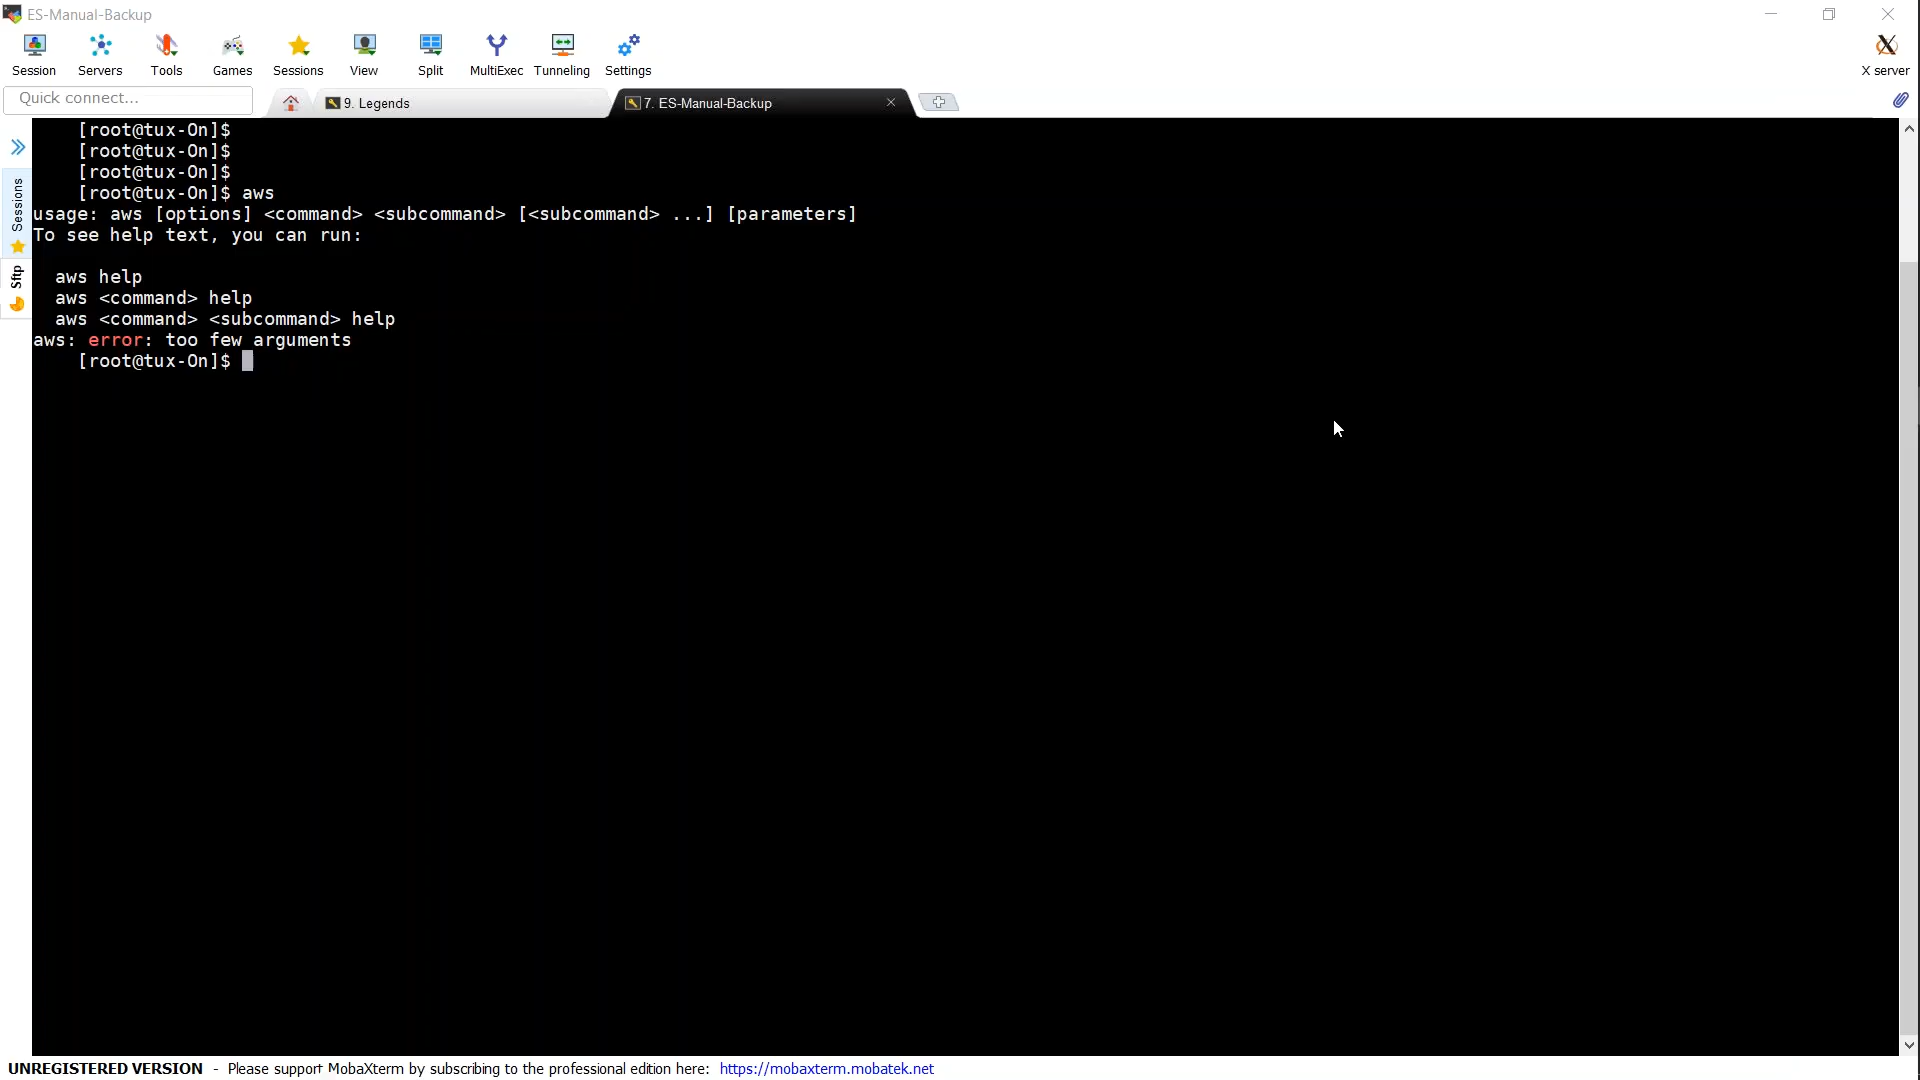 ES-Manual-Backup
Session Servers Tools Games Sessions View Split MultiExec Tunneling Settings X server
Quick connect...
9. Legends
7. ES-Manual-Backup
Sessions
Sftp
[root@tux-On]$
[root@tux-On]$
[root@tux-On]$
[root@tux-On]$ aws
usage: aws [options] <command> <subcommand> [<subcommand> ...] [parameters]
To see help text, you can run:
aws help
aws <command> help
aws <command> <subcommand> help
aws: error: too few arguments
[root@tux-On]$
UNREGISTERED VERSION - Please support MobaXterm by subscribing to the professional edition here: https://mobaxterm.mobatek.net